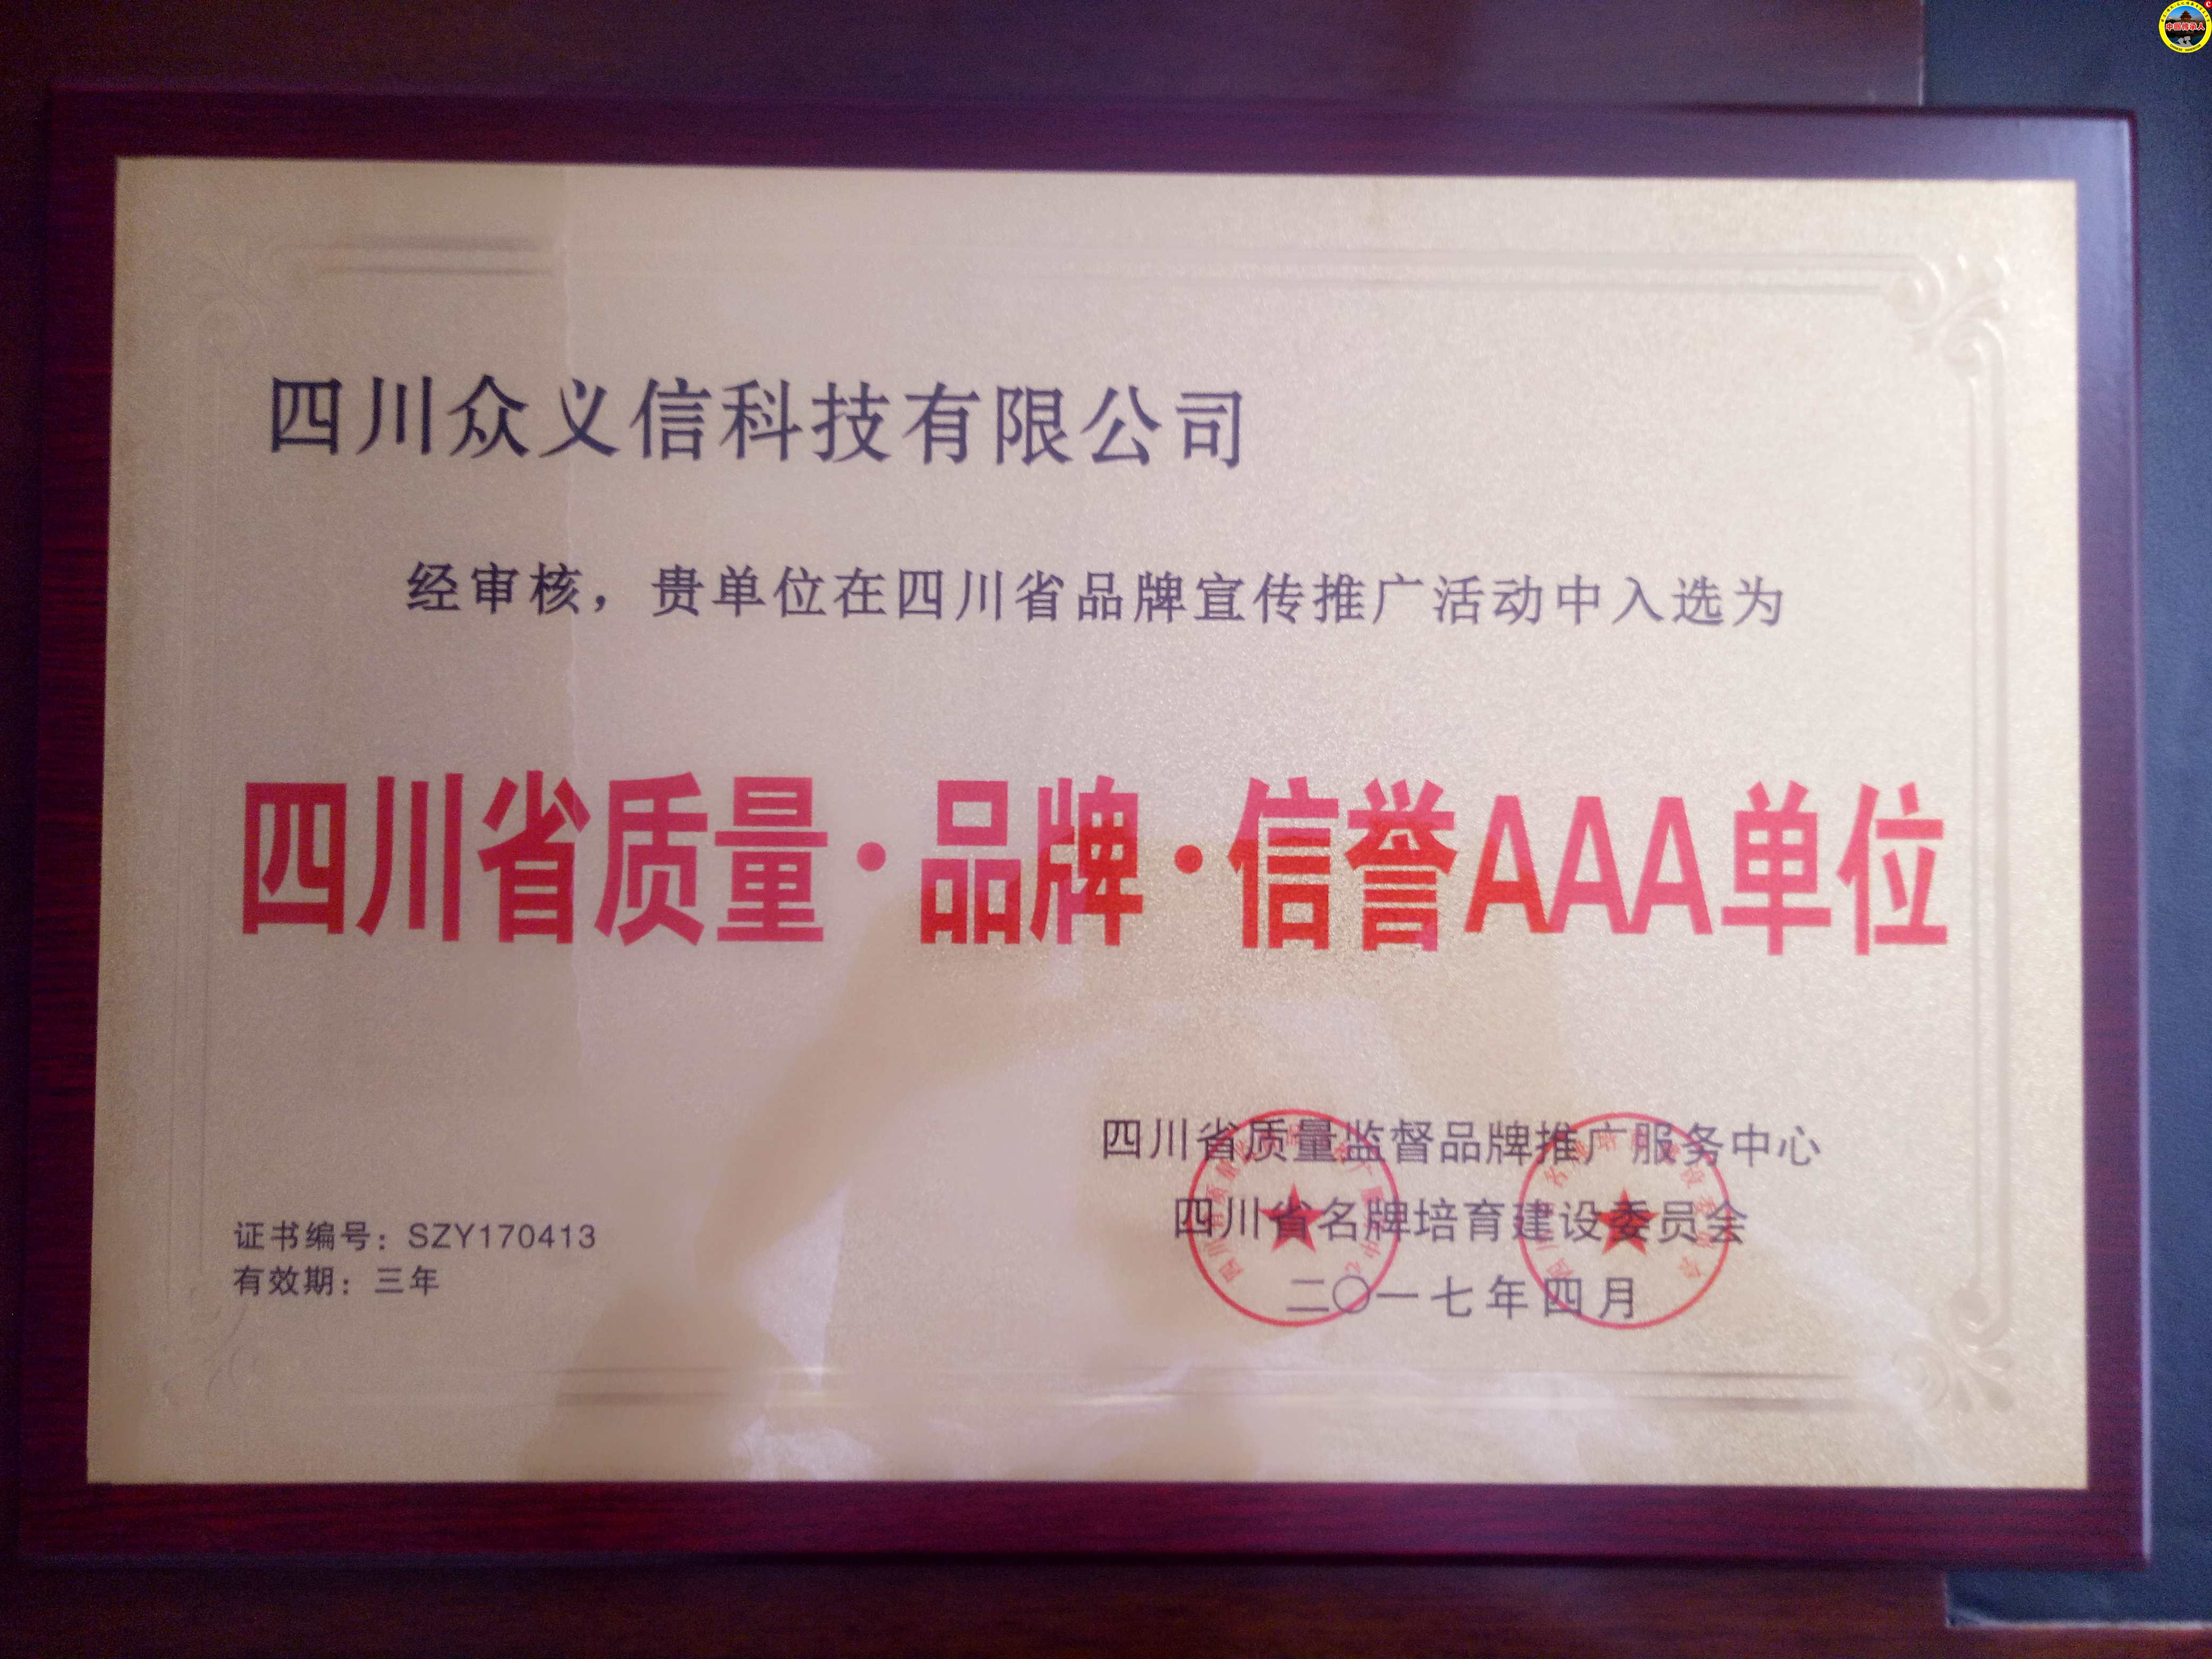 四川众义信科技有限公司
经审核，贵单位在四川省品牌宣传推广活动中入选为
四川省质量·品牌·信誉AAA单位
四川省质量监督品牌推广服务中心
四川省名牌培育建设委员会
二〇一七年四月
证书编号：SZY170413
有效期：三年